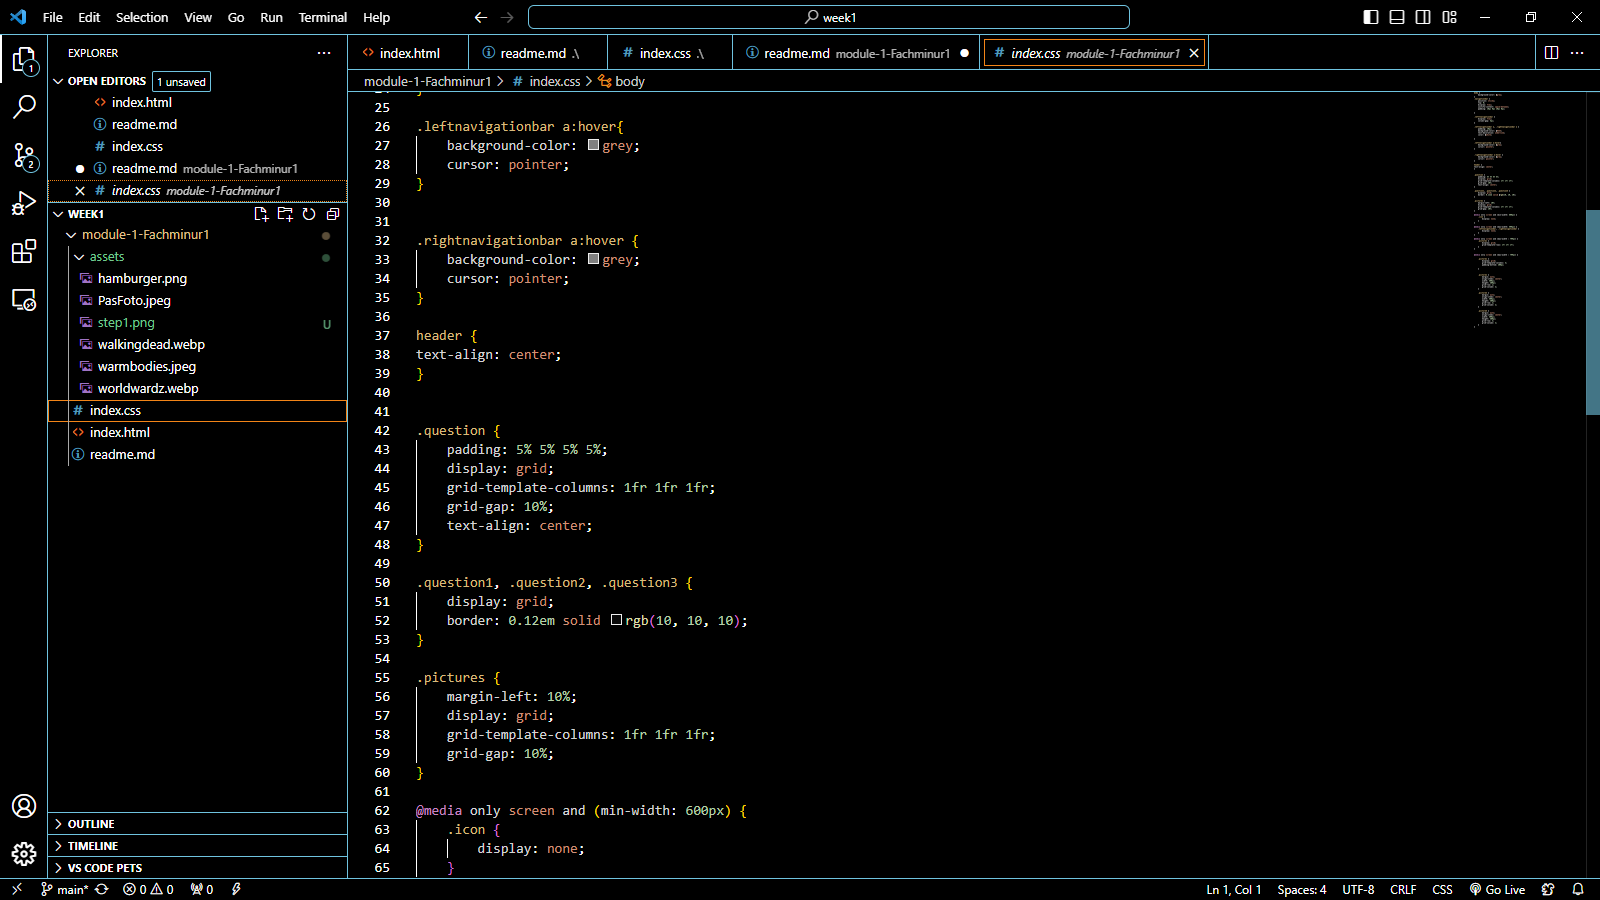 File Edit Selection View Go Run Terminal Help
week1
EXPLORER
OPEN EDITORS 1 unsaved
index.html
readme.md
index.css
readme.md module-1-Fachminur1
index.css module-1-Fachminur1
WEEK1
module-1-Fachminur1
assets
hamburger.png
PasFoto.jpeg
step1.png U
walkingdead.webp
warmbodies.jpeg
worldwardz.webp
index.css
index.html
readme.md
OUTLINE
TIMELINE
VS CODE PETS
index.html readme.md .\ index.css .\ readme.md module-1-Fachminur1 index.css module-1-Fachminur1
module-1-Fachminur1 > # index.css > body
25
26 .leftnavigationbar a:hover{
27 background-color: grey;
28 cursor: pointer;
29 }
30
31
32 .rightnavigationbar a:hover {
33 background-color: grey;
34 cursor: pointer;
35 }
36
37 header {
38 text-align: center;
39 }
40
41
42 .question {
43 padding: 5% 5% 5% 5%;
44 display: grid;
45 grid-template-columns: 1fr 1fr 1fr;
46 grid-gap: 10%;
47 text-align: center;
48 }
49
50 .question1, .question2, .question3 {
51 display: grid;
52 border: 0.12em solid rgb(10, 10, 10);
53 }
54
55 .pictures {
56 margin-left: 10%;
57 display: grid;
58 grid-template-columns: 1fr 1fr 1fr;
59 grid-gap: 10%;
60 }
61
62 @media only screen and (min-width: 600px) {
63 .icon {
64 display: none;
65 }
main* 0 0 0 Ln 1, Col 1 Spaces: 4 UTF-8 CRLF CSS Go Live